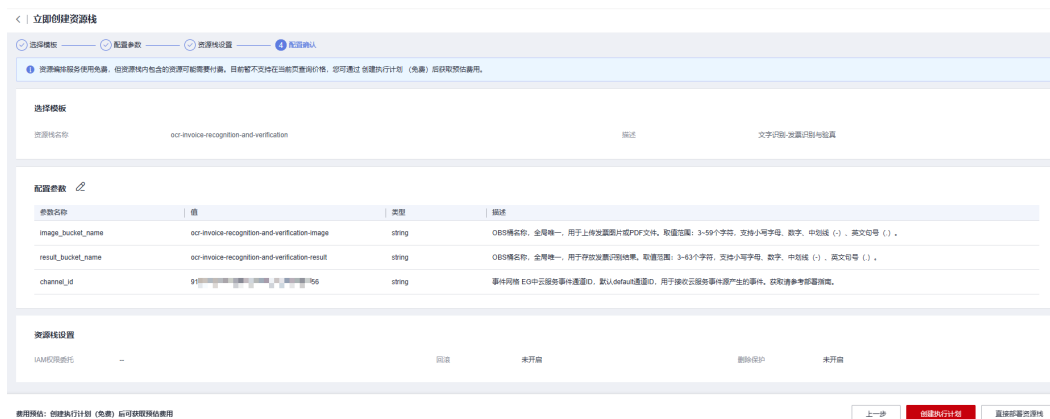 < | 立即创建资源栈
选择模板 配置参数 资源栈设置 4 配置确认
资源编排服务使用免费，但资源栈内包含的资源可能需要付费。目前暂不支持在当前页查询价格，您可通过 创建执行计划 （免费）后获取预估费用。
选择模板
资源栈名称 ocr-invoice-recognition-and-verification 描述 文字识别-发票识别与验真
配置参数
参数名称 值 类型 描述
image_bucket_name ocr-invoice-recognition-and-verification-image string OBS桶名称，全局唯一，用于上传发票图片或PDF文件。取值范围：3~59个字符，支持小写字母、数字、中划线（-）、英文句号（.）。
result_bucket_name ocr-invoice-recognition-and-verification-result string OBS桶名称，全局唯一，用于存放发票识别结果。取值范围：3~63个字符，支持小写字母、数字、中划线（-）、英文句号（.）。
channel_id 91 56 string 事件网格 EG中云服务事件通道ID，默认default通道ID，用于接收云服务事件源产生的事件。获取请参考部署指南。
资源栈设置
IAM权限委托 -- 回滚 未开启 删除保护 未开启
费用预估：创建执行计划（免费）后可获取预估费用 上一步 创建执行计划 直接部署资源栈